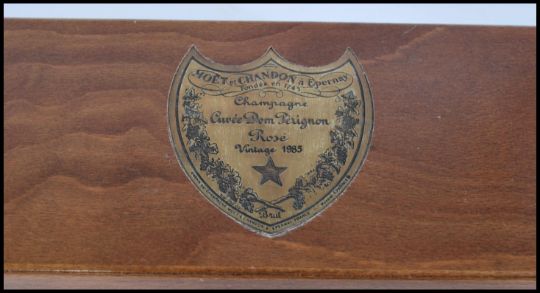 MOËT et CHANDON à Epernay
Fondée en 1743
Champagne
Cuvée Dom Pérignon
Rosé
Vintage 1985
Brut